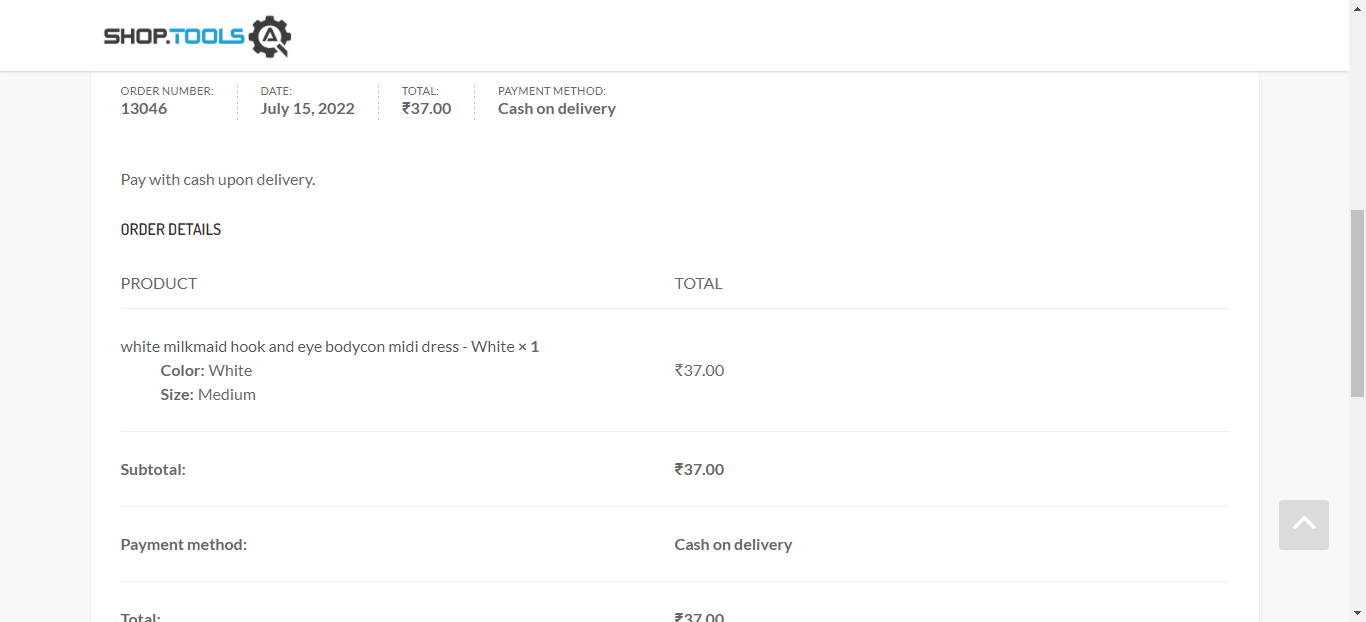 SHOP.TOOLS
ORDER NUMBER:
13046
DATE:
July 15, 2022
TOTAL:
₹37.00
PAYMENT METHOD:
Cash on delivery
Pay with cash upon delivery.
ORDER DETAILS
PRODUCT TOTAL
white milkmaid hook and eye bodycon midi dress - White × 1
Color: White
Size: Medium
₹37.00
Subtotal: ₹37.00
Payment method: Cash on delivery
Total: ₹37.00